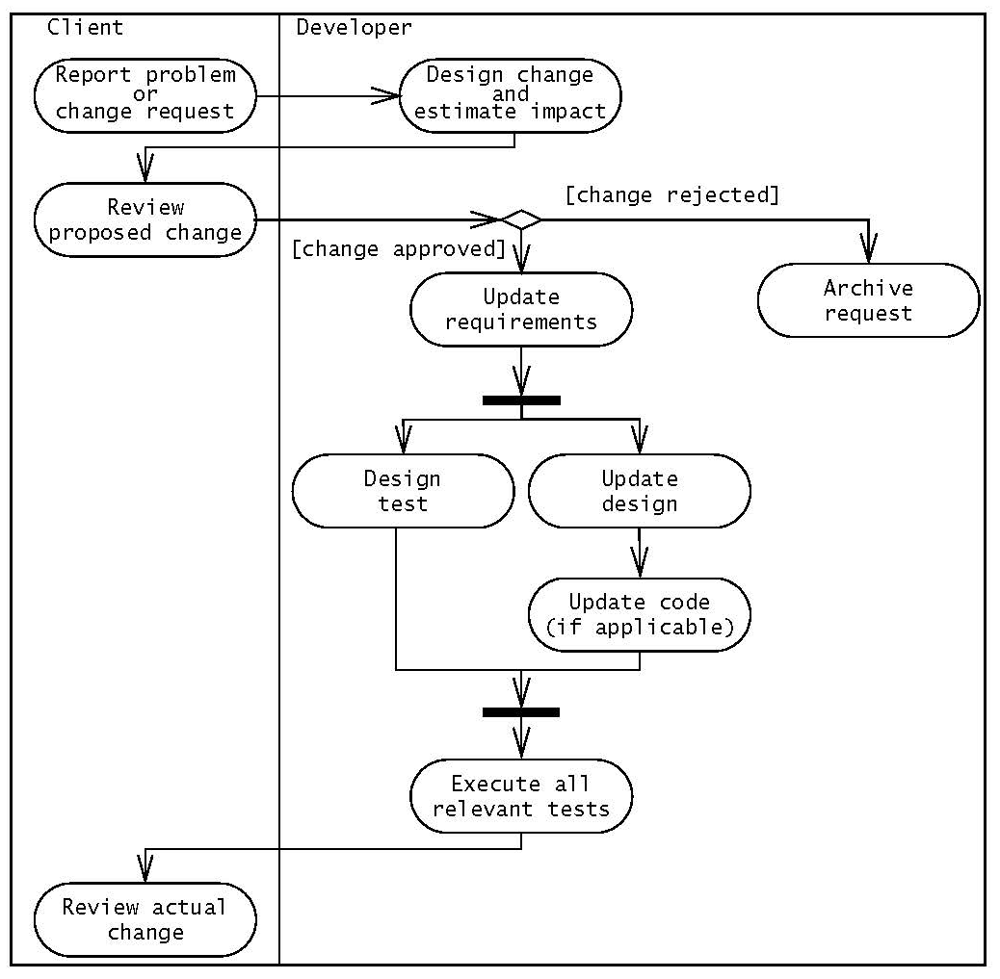 Client
Developer
Report problem
or
change request
Design change
and
estimate impact
Review
proposed change
[change rejected]
[change approved]
Update
requirements
Archive
request
Design
test
Update
design
Update code
(if applicable)
Execute all
relevant tests
Review actual
change